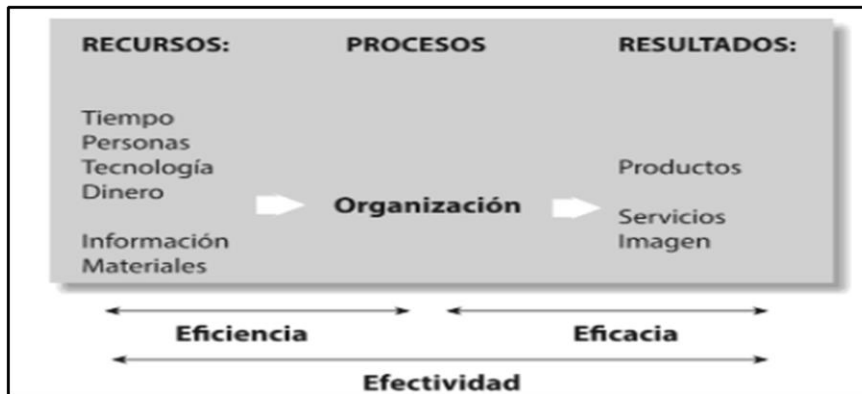 RECURSOS:
PROCESOS
RESULTADOS:
Tiempo
Personas
Tecnología
Dinero
Información
Materiales
Organización
Productos
Servicios
Imagen
Eficiencia
Eficacia
Efectividad